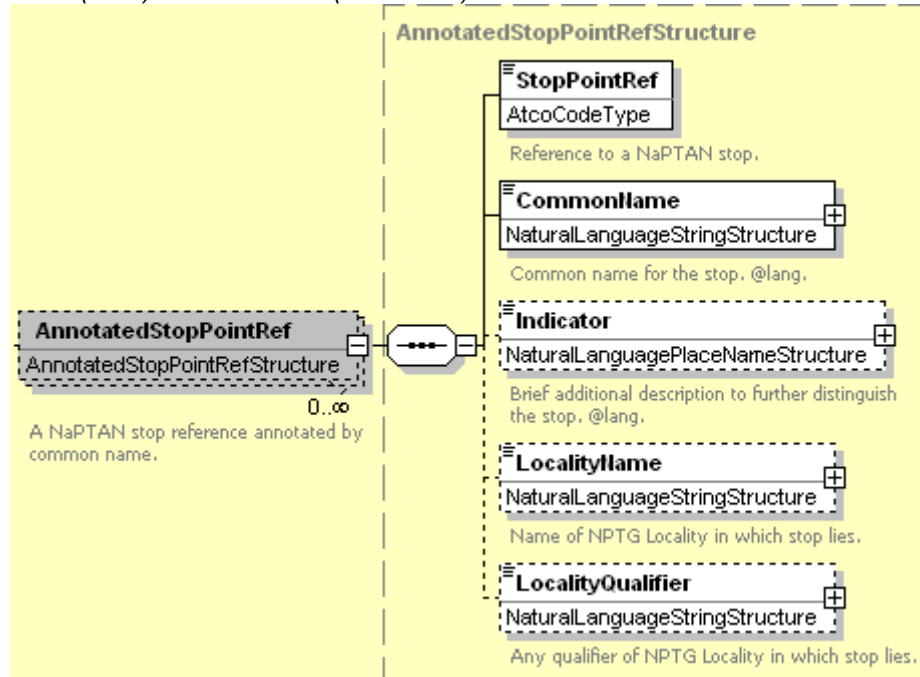 AnnotatedStopPointRefStructure
StopPointRef
AtcoCodeType
Reference to a NaPTAN stop.
CommonName
NaturalLanguageStringStructure
Common name for the stop. @lang.
AnnotatedStopPointRef
AnnotatedStopPointRefStructure
0..∞
A NaPTAN stop reference annotated by
common name.
Indicator
NaturalLanguagePlaceNameStructure
Brief additional description to further distinguish
the stop. @lang.
LocalityName
NaturalLanguageStringStructure
Name of NPTG Locality in which stop lies.
LocalityQualifier
NaturalLanguageStringStructure
Any qualifier of NPTG Locality in which stop lies.